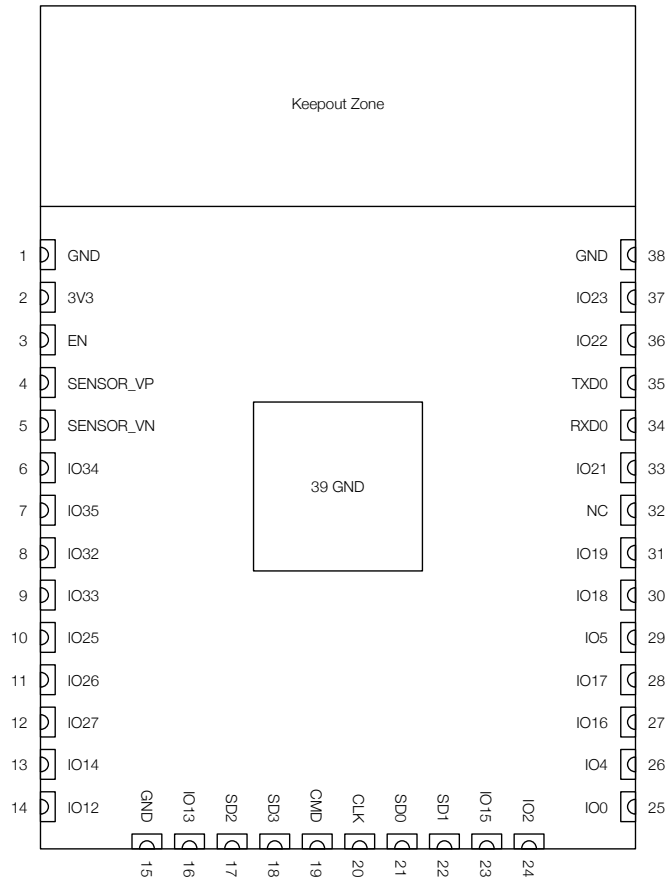 Keepout Zone
1 GND
2 3V3
3 EN
4 SENSOR_VP
5 SENSOR_VN
6 IO34
7 IO35
8 IO32
9 IO33
10 IO25
11 IO26
12 IO27
13 IO14
14 IO12
39 GND
GND 38
IO23 37
IO22 36
TXD0 35
RXD0 34
IO21 33
NC 32
IO19 31
IO18 30
IO5 29
IO17 28
IO16 27
IO4 26
IO0 25
GND 15
IO13 16
SD2 17
SD3 18
CMD 19
CLK 20
SD0 21
SD1 22
IO15 23
IO2 24